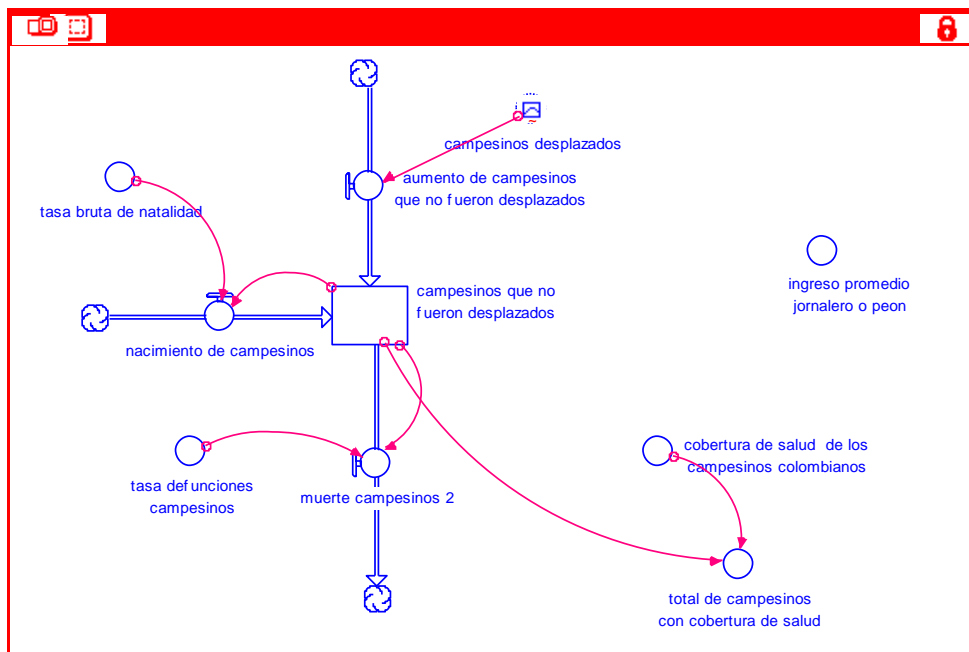 campesinos desplazados
aumento de campesinos
que no fueron desplazados
tasa bruta de natalidad
ingreso promedio
jornalero o peon
campesinos que no
fueron desplazados
nacimiento de campesinos
cobertura de salud de los
campesinos colombianos
tasa defunciones
campesinos
muerte campesinos 2
total de campesinos
con cobertura de salud